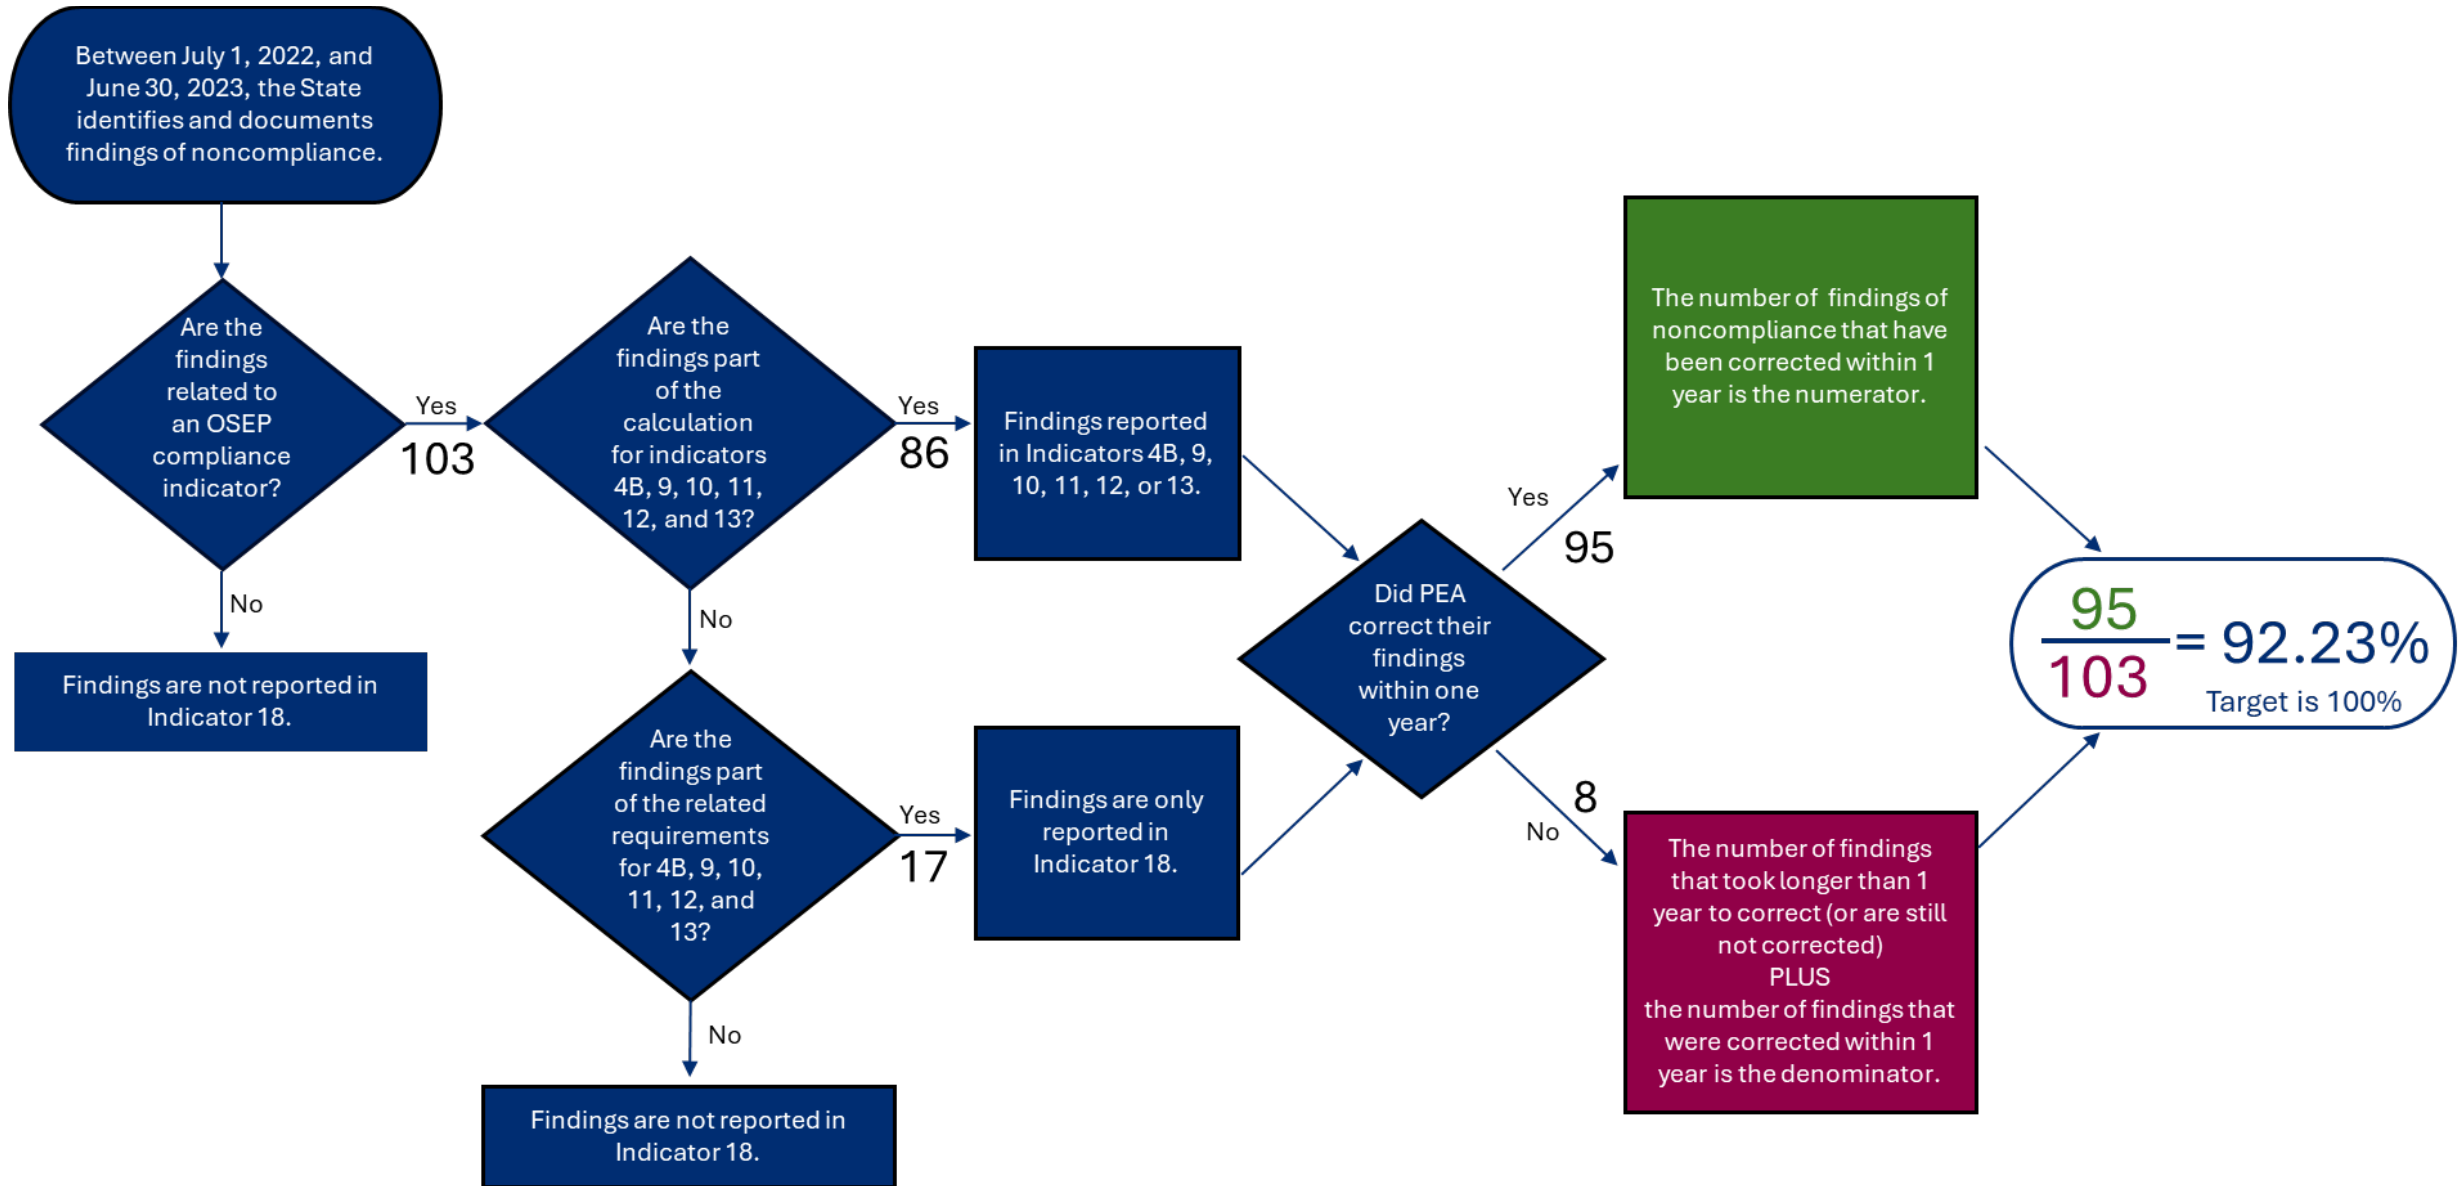 Between July 1, 2022, and
June 30, 2023, the State
identifies and documents
findings of noncompliance.
Are the
findings
related to
an OSEP
compliance
indicator?
Yes
103
No
Findings are not reported in
Indicator 18.
Are the
findings part
of the
calculation
for indicators
4B, 9, 10, 11,
12, and 13?
Yes
86
No
Findings reported
in Indicators 4B, 9,
10, 11, 12, or 13.
Are the
findings part
of the related
requirements
for 4B, 9, 10,
11, 12, and
13?
Yes
17
No
Findings are not reported in
Indicator 18.
Findings are only
reported in
Indicator 18.
Did PEA
correct their
findings
within one
year?
Yes
95
8
No
The number of findings of
noncompliance that have
been corrected within 1
year is the numerator.
The number of findings
that took longer than 1
year to correct (or are still
not corrected)
PLUS
the number of findings that
were corrected within 1
year is the denominator.
95
103
= 92.23%
Target is 100%